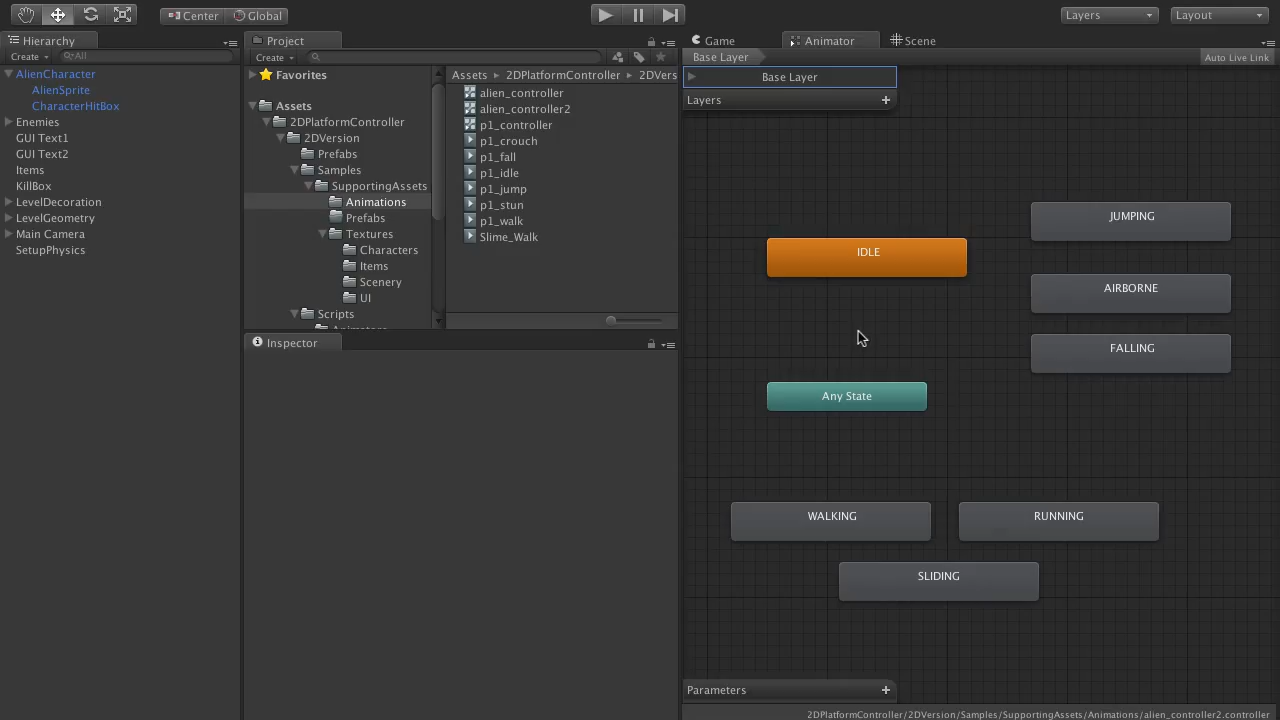 Center
Global
Layers
Layout
Hierarchy
Create
All
AlienCharacter
AlienSprite
CharacterHitBox
Enemies
GUI Text1
GUI Text2
Items
KillBox
LevelDecoration
LevelGeometry
Main Camera
SetupPhysics
Project
Create
Favorites
Assets
2DPlatformController
2DVersion
Prefabs
Samples
SupportingAssets
Animations
Prefabs
Textures
Characters
Items
Scenery
UI
Scripts
Assets 2DPlatformController 2DVers
alien_controller
alien_controller2
p1_controller
p1_crouch
p1_fall
p1_idle
p1_jump
p1_stun
p1_walk
Slime_Walk
Inspector
Game
Animator
Scene
Base Layer
Auto Live Link
Base Layer
Layers
JUMPING
IDLE
AIRBORNE
FALLING
Any State
WALKING
RUNNING
SLIDING
Parameters
2DPlatformController/2DVersion/Samples/SupportingAssets/Animations/alien_controller2.controller